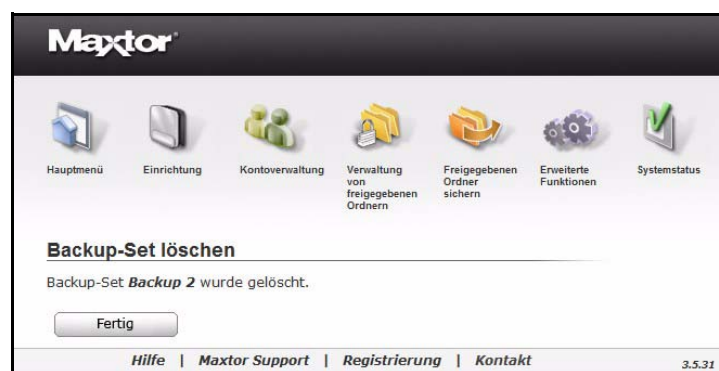 Maxtor
Hauptmenü
Einrichtung
Kontoverwaltung
Verwaltung
von
freigegebenen
Ordnern
Freigegebenen
Ordner
sichern
Erweiterte
Funktionen
Systemstatus
Backup-Set löschen
Backup-Set Backup 2 wurde gelöscht.
Fertig
Hilfe | Maxtor Support | Registrierung | Kontakt
3.5.31